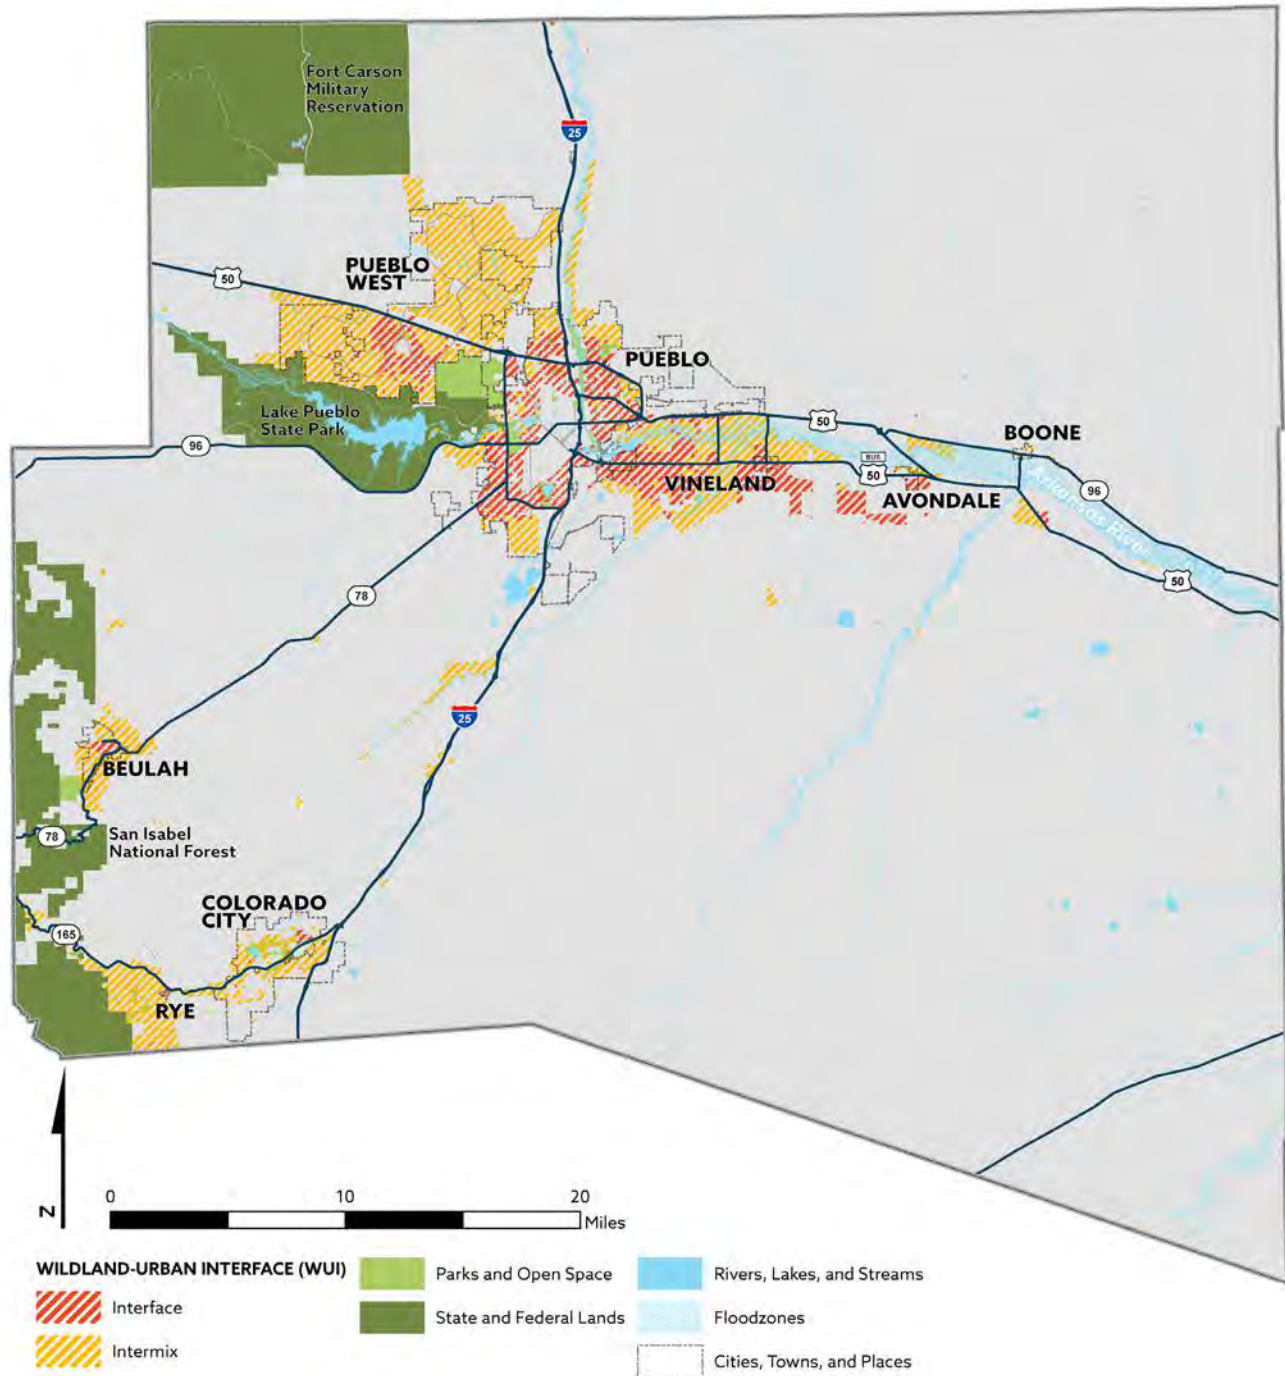 Fort Carson
Military
Reservation
25
PUEBLO
WEST
50
PUEBLO
Lake Pueblo
State Park
96
50
BOONE
BUS.
50
VINELAND
AVONDALE
96
Arkansas River
50
78
25
BEULAH
78
San Isabel
National Forest
COLORADO
CITY
165
RYE
N
0 10 20
Miles
WILDLAND-URBAN INTERFACE (WUI)
Interface
Intermix
Parks and Open Space
State and Federal Lands
Rivers, Lakes, and Streams
Floodzones
Cities, Towns, and Places